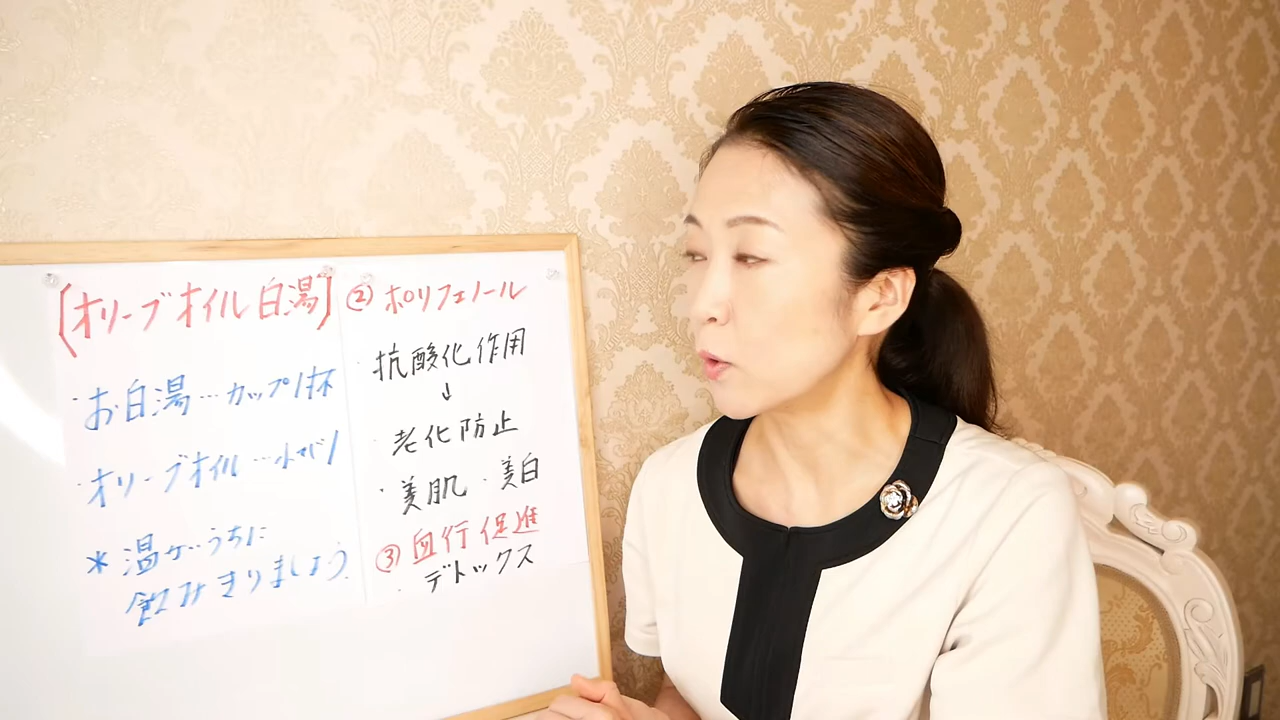 [オリーブオイル白湯]
・お白湯…カップ1杯
・オリーブオイル…小さじ1
*温かいうちに
飲みきりましょう
② ポリフェノール
・抗酸化作用
↓
・老化防止
・美肌・美白
③ 血行促進
・デトックス